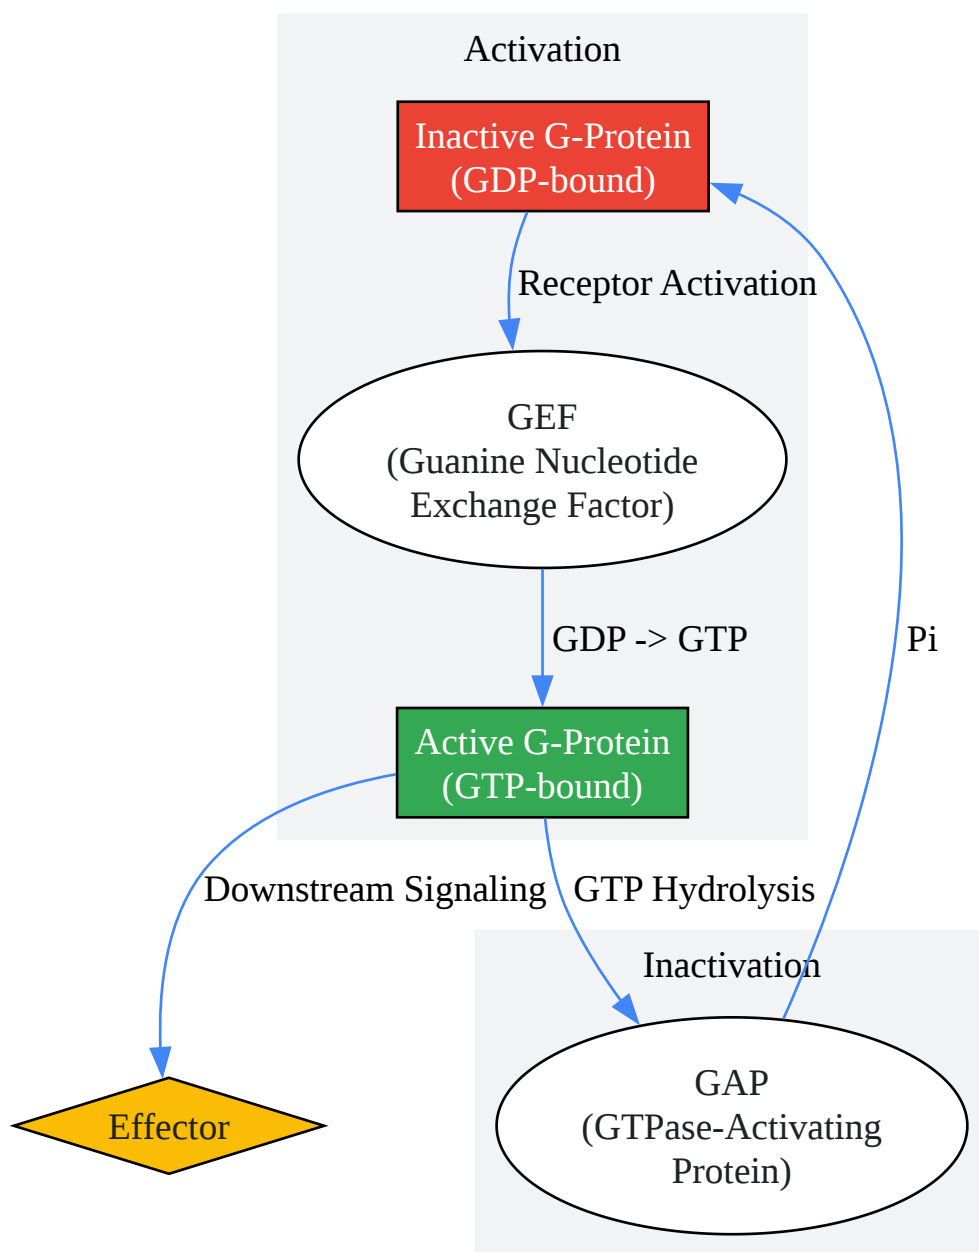 Activation
Inactive G-Protein
(GDP-bound)
Receptor Activation
GEF
(Guanine Nucleotide
Exchange Factor)
GDP -> GTP
Pi
Active G-Protein
(GTP-bound)
Downstream Signaling
GTP Hydrolysis
Inactivation
Effector
GAP
(GTPase-Activating
Protein)